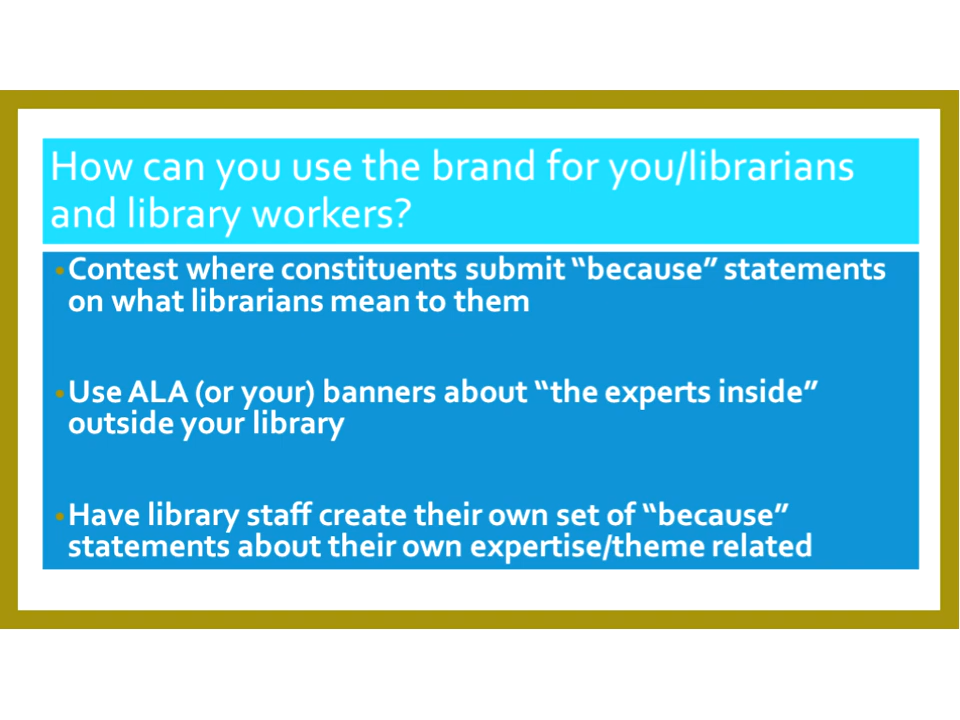 How can you use the brand for you/librarians
and library workers?
•Contest where constituents submit “because” statements
on what librarians mean to them
•Use ALA (or your) banners about “the experts inside”
outside your library
•Have library staff create their own set of “because”
statements about their own expertise/theme related